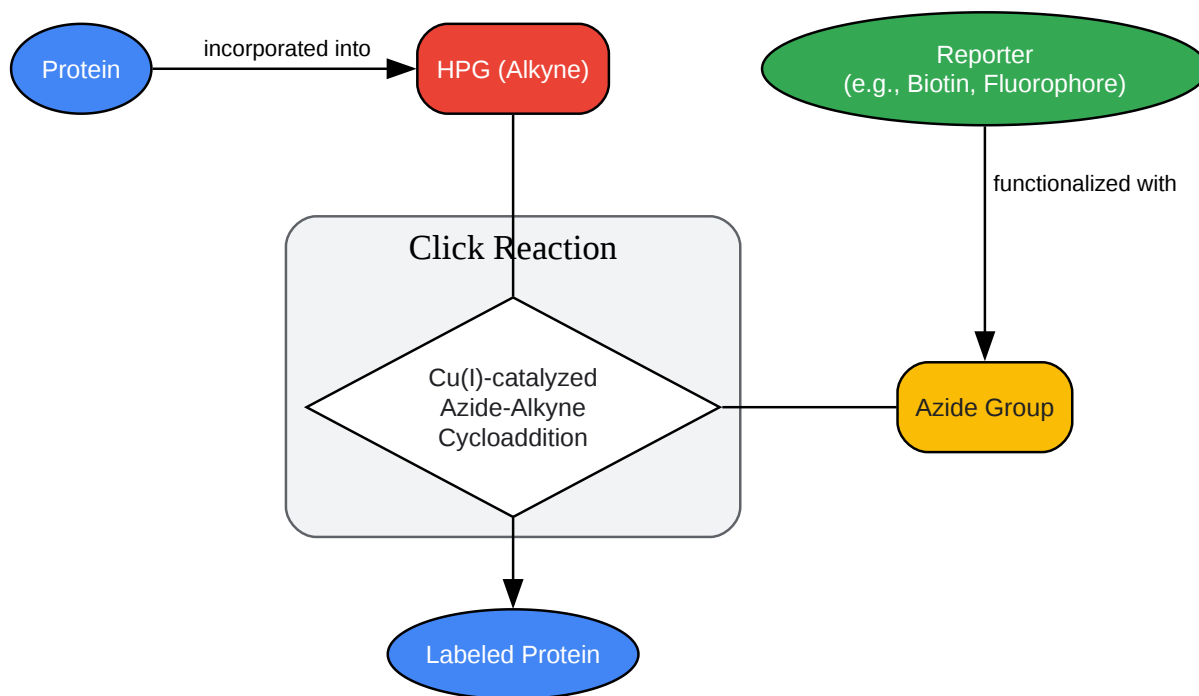 Protein
incorporated into
HPG (Alkyne)
Reporter
(e.g., Biotin, Fluorophore)
functionalized with
Click Reaction
Cu(I)-catalyzed
Azide-Alkyne
Cycloaddition
Azide Group
Labeled Protein